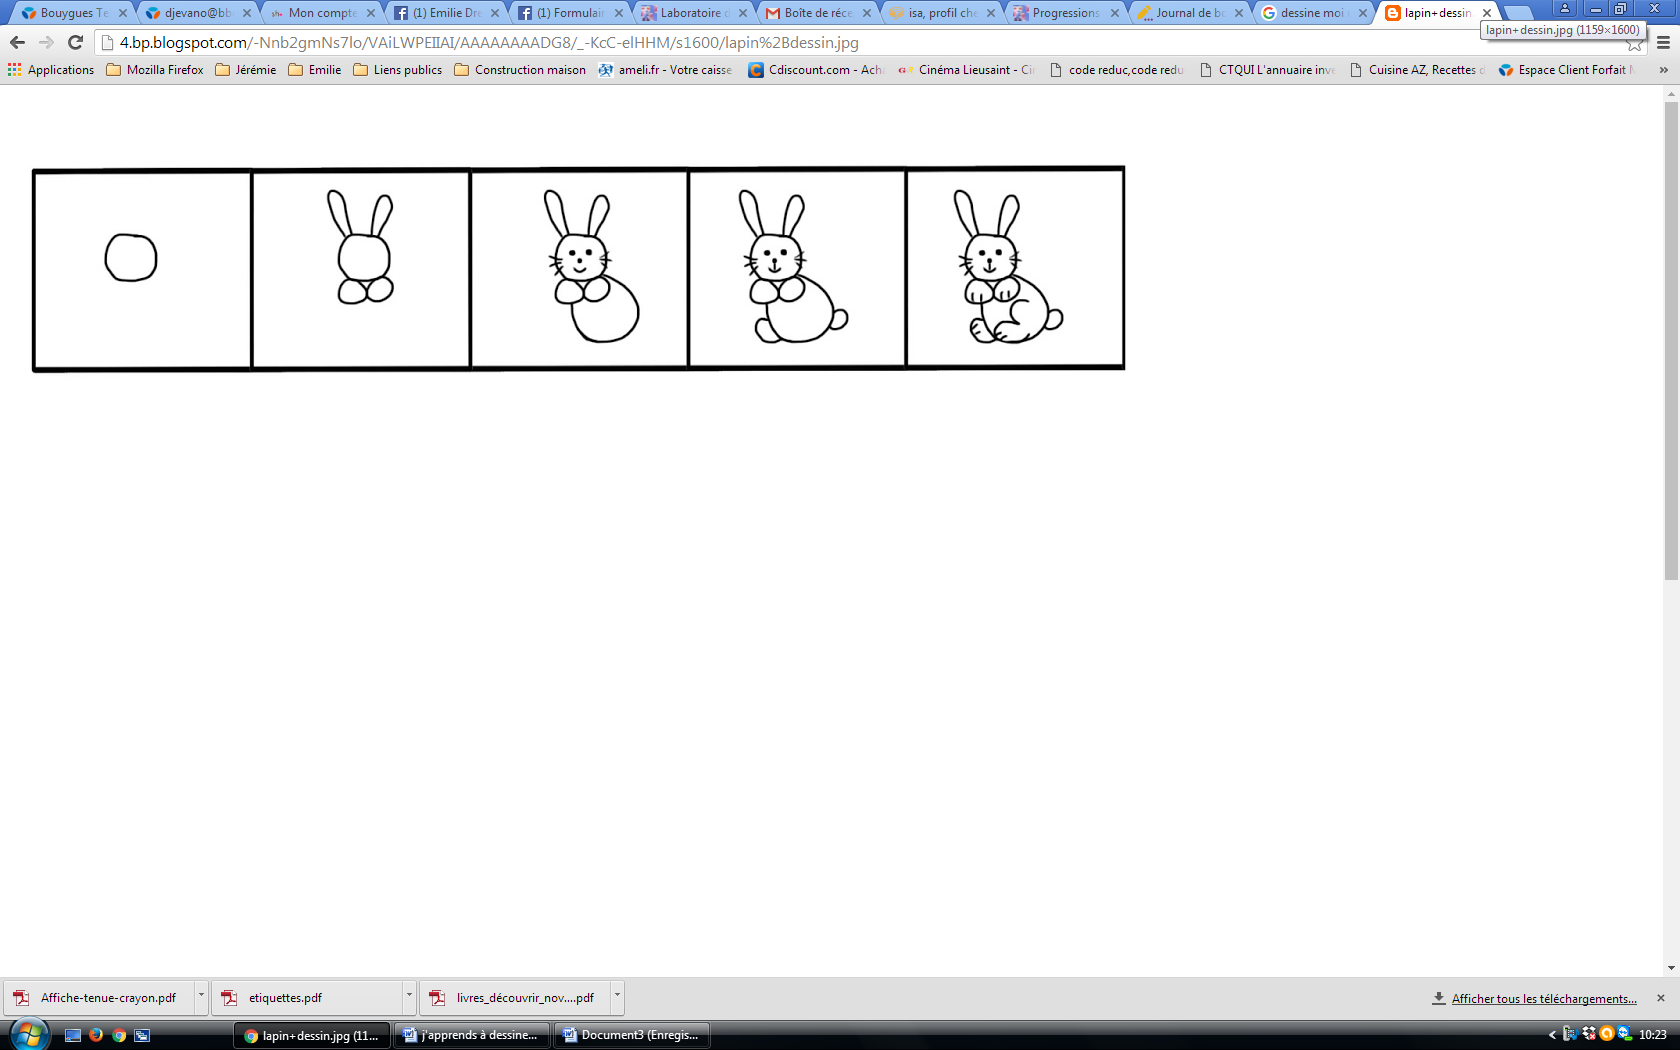 Bouygues Te
djevano@bb
Mon compte
(1) Emilie Dre
(1) Formulair
Laboratoire d
Boîte de réce
isa, profil che
Progressions
Journal de bo
dessine moi
lapin+dessin
4.bp.blogspot.com/-Nnb2gmNs7lo/VAiLWPEIIAI/AAAAAAAADG8/_-KcC-elHHM/s1600/lapin%2Bdessin.jpg
lapin+dessin.jpg (1159×1600)
Applications
Mozilla Firefox
Jérémie
Emilie
Liens publics
Construction maison
ameli.fr - Votre caisse
Cdiscount.com - Ach
Cinéma Lieusaint - Ci
code reduc,code redu
CTQUI L'annuaire inve
Cuisine AZ, Recettes d
Espace Client Forfait
»
Affiche-tenue-crayon.pdf
etiquettes.pdf
livres_découvrir_nov....pdf
Afficher tous les téléchargements...
lapin+dessin.jpg (11...
j'apprends à dessine...
Document3 (Enregis...
10:23